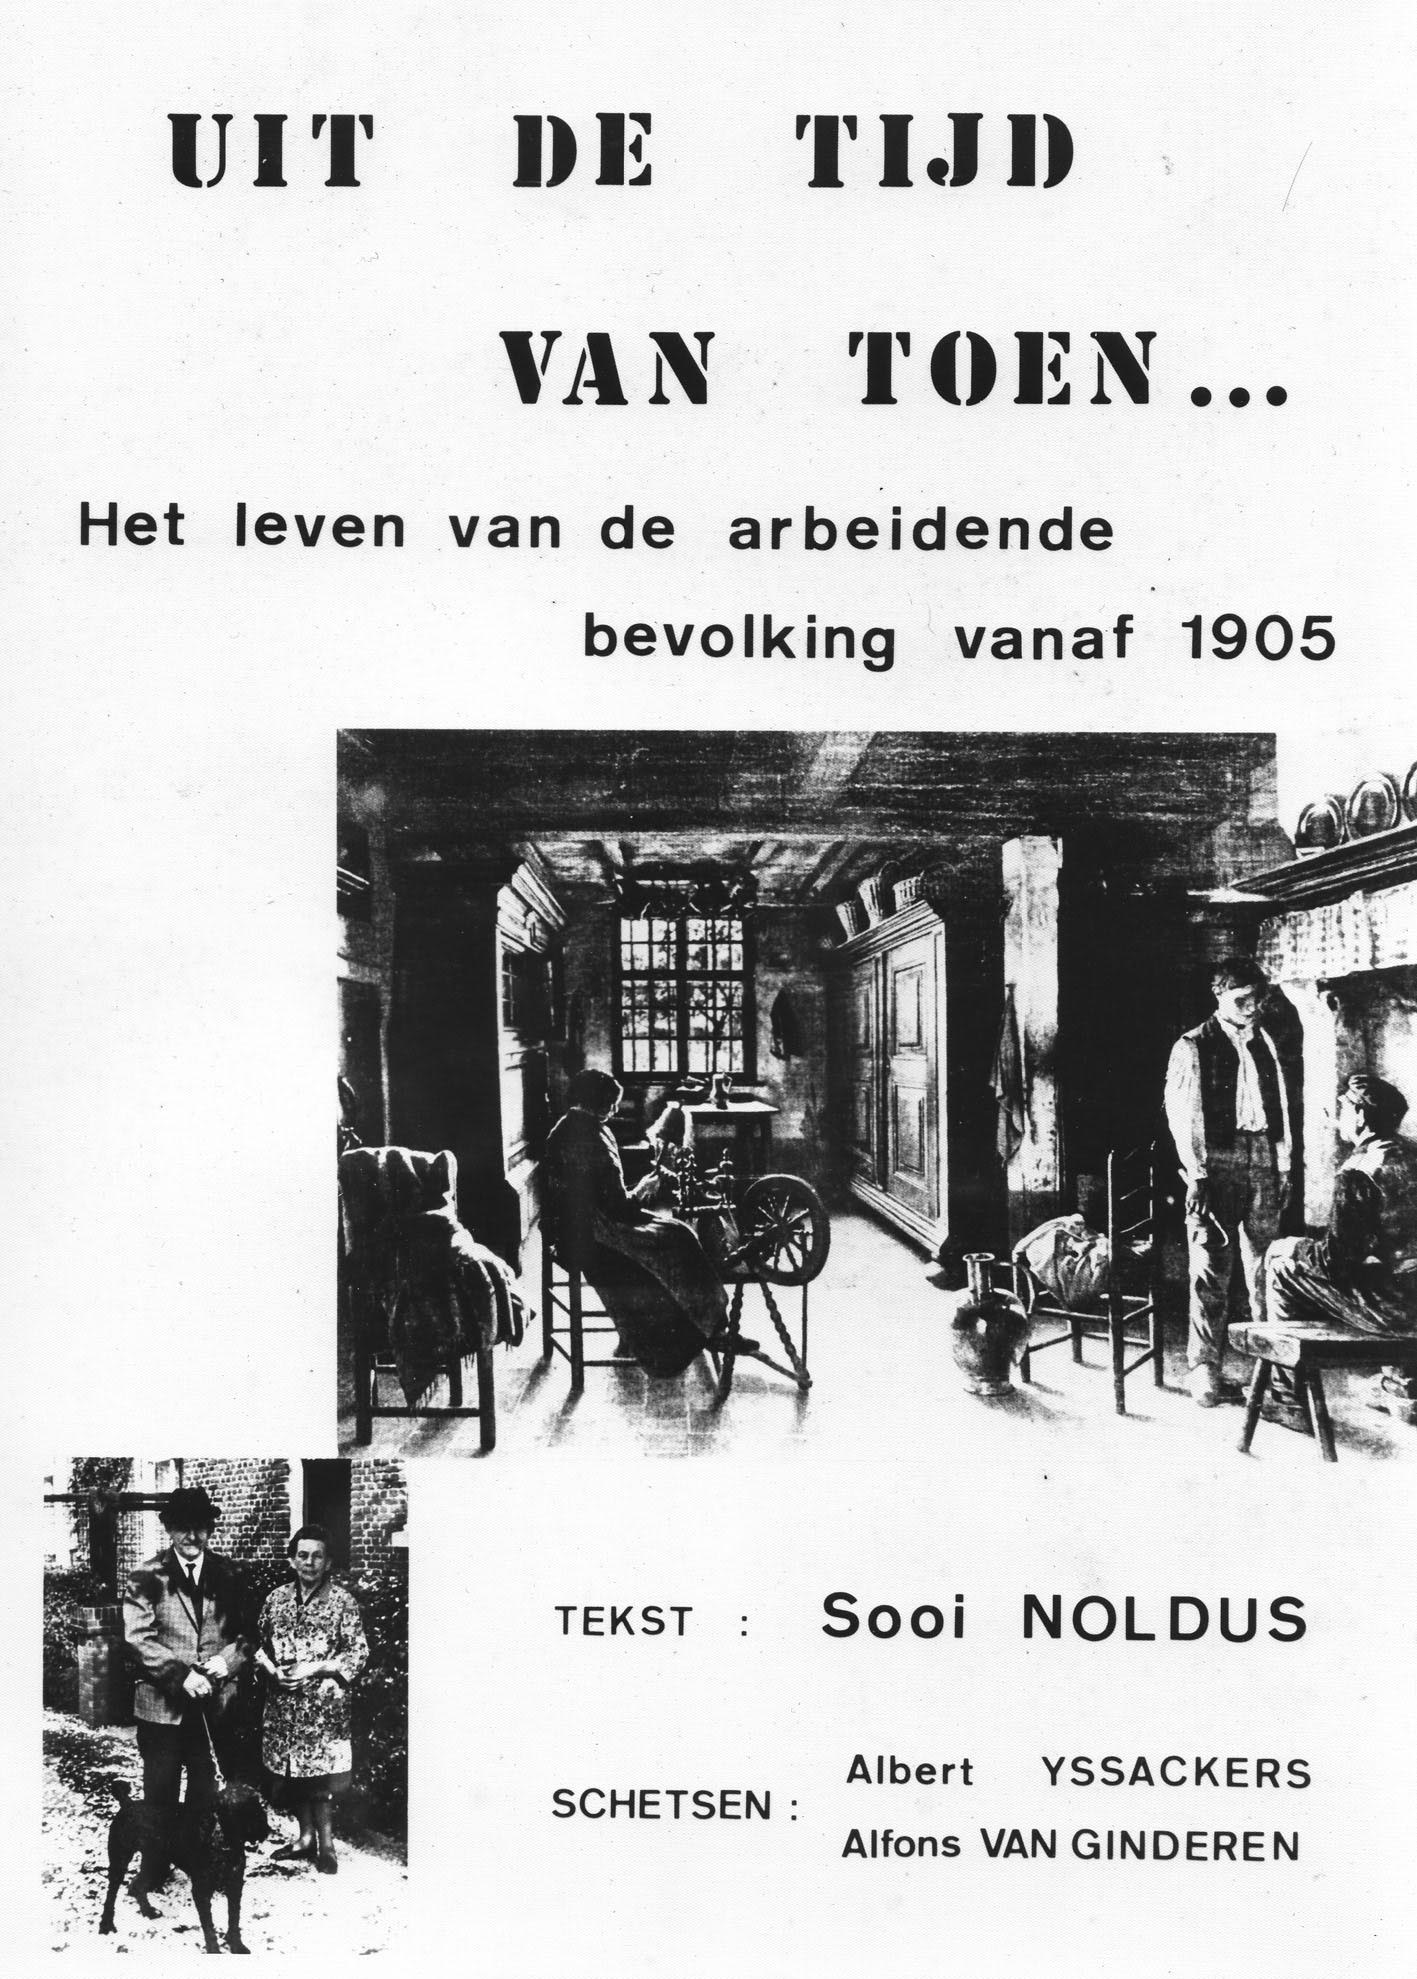 UIT DE TIJD
VAN TOEN...
Het leven van de arbeidende
bevolking vanaf 1905
TEKST : Sooi NOLDUS
SCHETSEN : Albert YSSACKERS
Alfons VAN GINDEREN